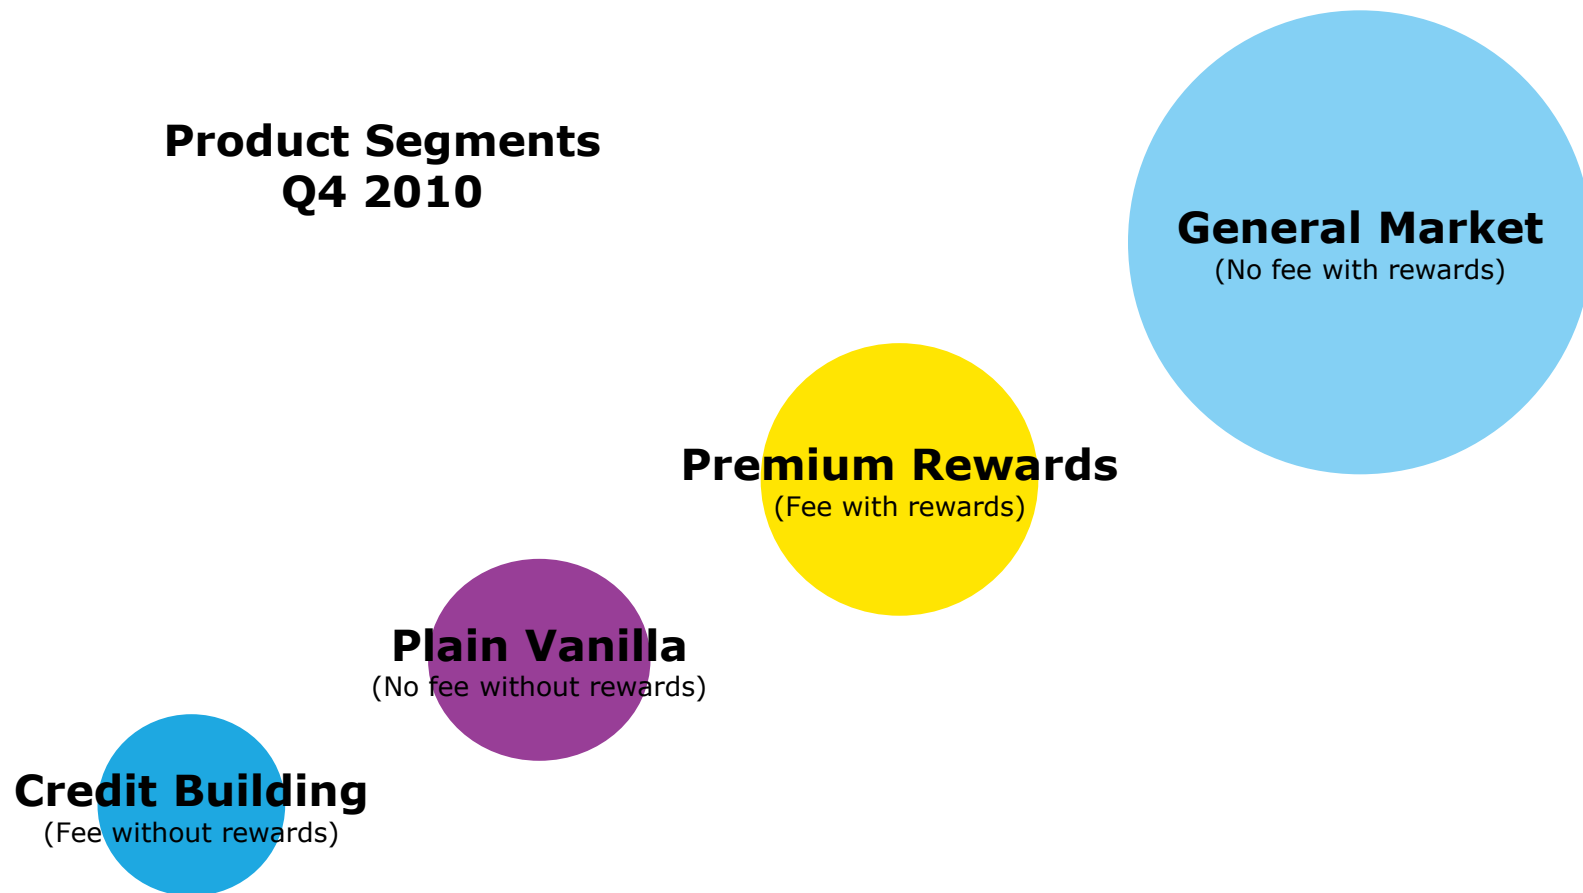 Product Segments
Q4 2010
General Market
(No fee with rewards)
Premium Rewards
(Fee with rewards)
Plain Vanilla
(No fee without rewards)
Credit Building
(Fee without rewards)